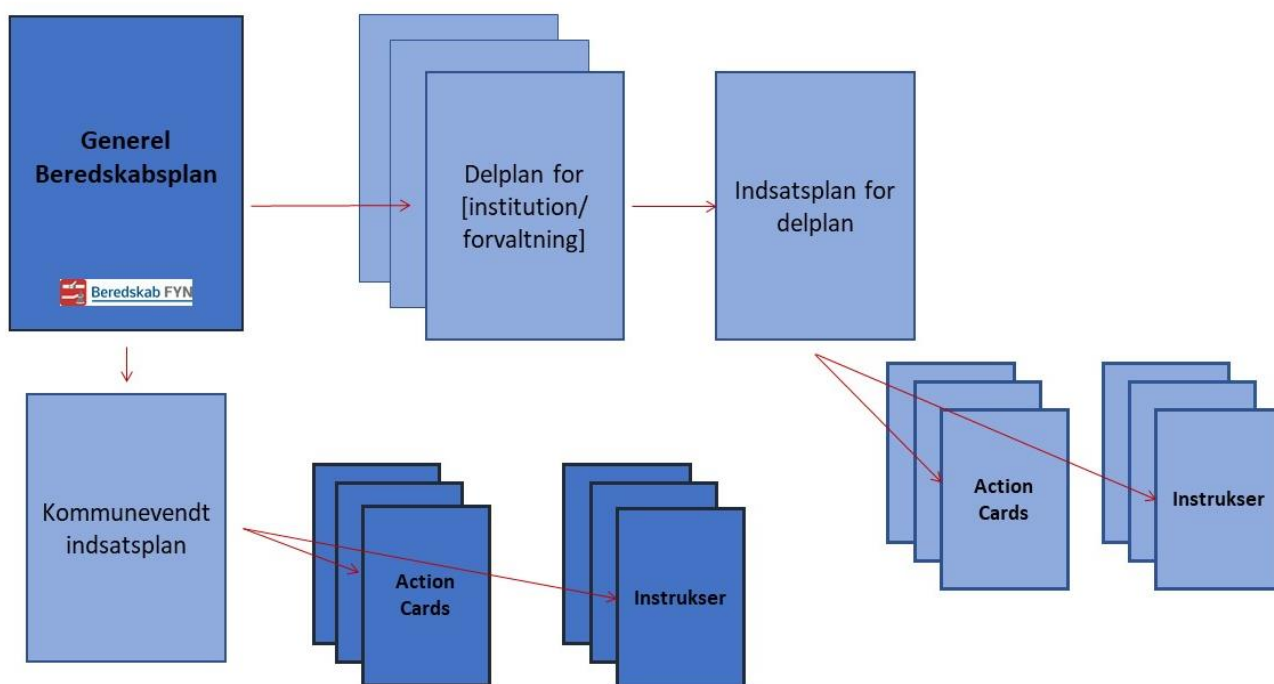 Generel
Beredskabsplan
Beredskab FYN
Delplan for
[institution/
forvaltning]
Indsatsplan for
delplan
Kommunevendt
indsatsplan
Action
Cards
Instrukser
Action
Cards
Instrukser